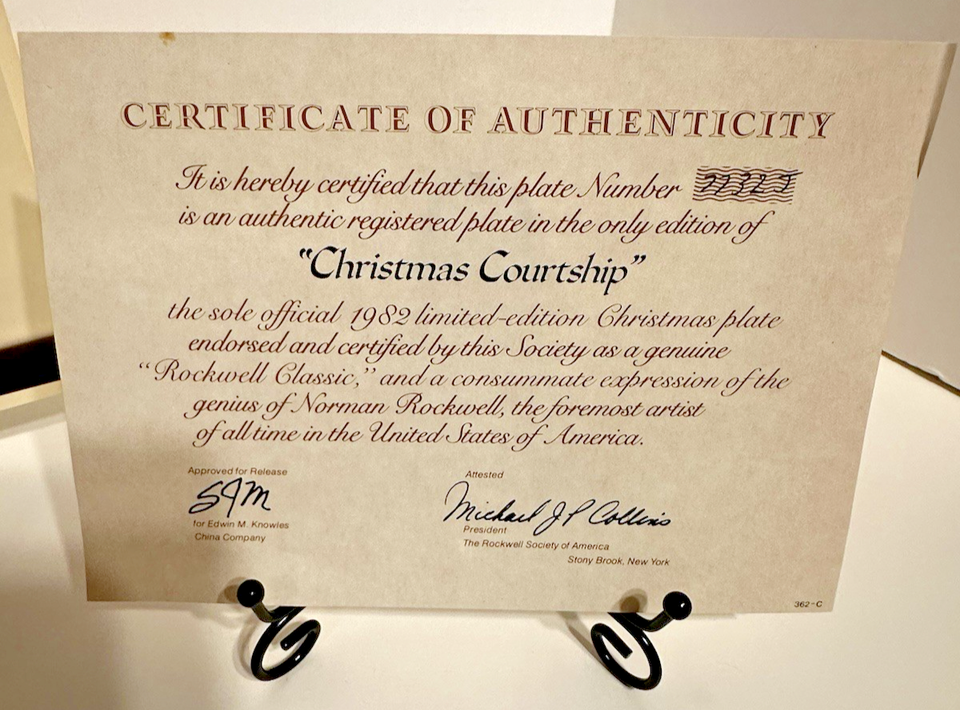 CERTIFICATE OF AUTHENTICITY
It is hereby certified that this plate Number
is an authentic registered plate in the only edition of
“Christmas Courtship”
the sole official 1982 limited-edition Christmas plate
endorsed and certified by this Society as a genuine
“Rockwell Classic,” and a consummate expression of the
genius of Norman Rockwell, the foremost artist
of all time in the United States of America.
Approved for Release
SJM
for Edwin M. Knowles
China Company
Attested
Michael J P Collins
President
The Rockwell Society of America
Stony Brook, New York
362-C